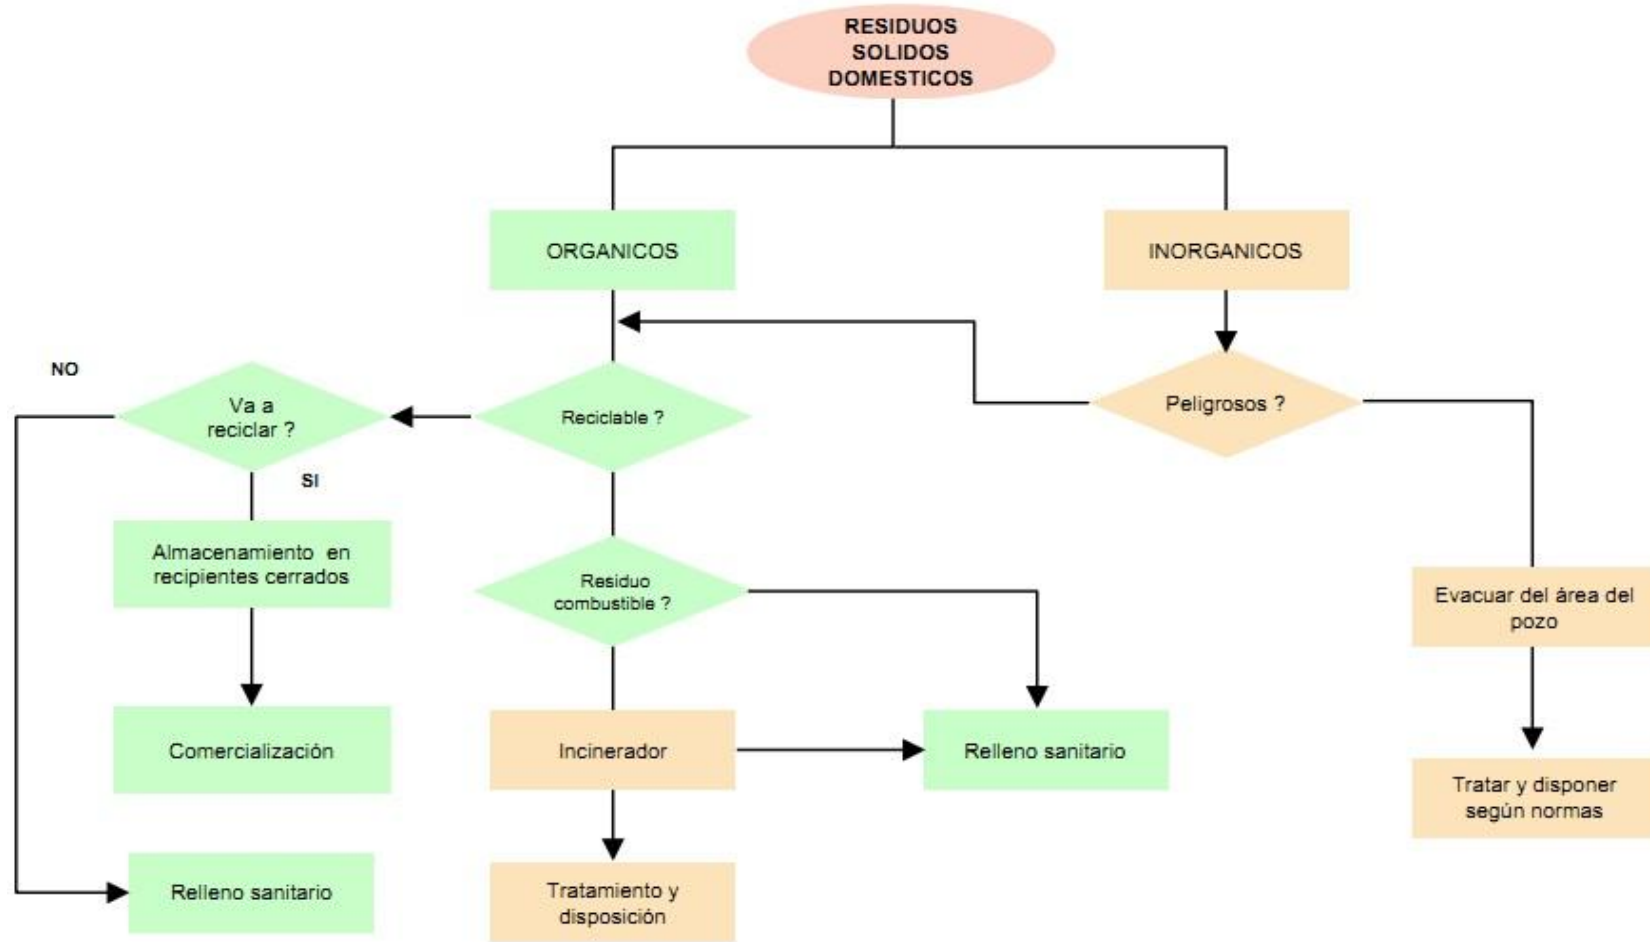 RESIDUOS
SOLIDOS
DOMESTICOS
ORGANICOS
INORGANICOS
NO
Va a
reciclar ?
Reciclable ?
Peligrosos ?
SI
Almacenamiento en
recipientes cerrados
Residuo
combustible ?
Evacuar del área del
pozo
Comercialización
Incinerador
Relleno sanitario
Tratar y disponer
según normas
Relleno sanitario
Tratamiento y
disposición